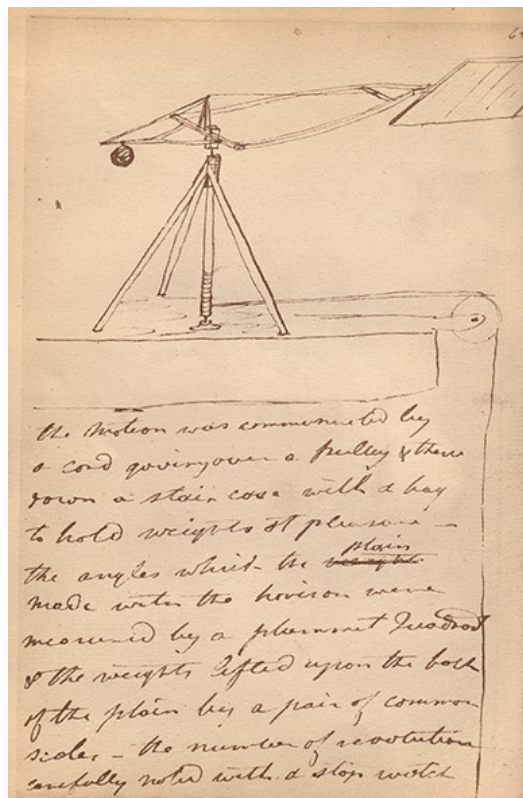 the motion was communicated by
a cord going over a pulley & then
down a stair case with a bag
to hold weights at pleasure —
the angles which the plain
made with the horison were
measured by a plummet Quadrant
& the weights lifted upon the back
of the plain by a pair of common
scales — the number of revolutions
carefully noted with a stop watch